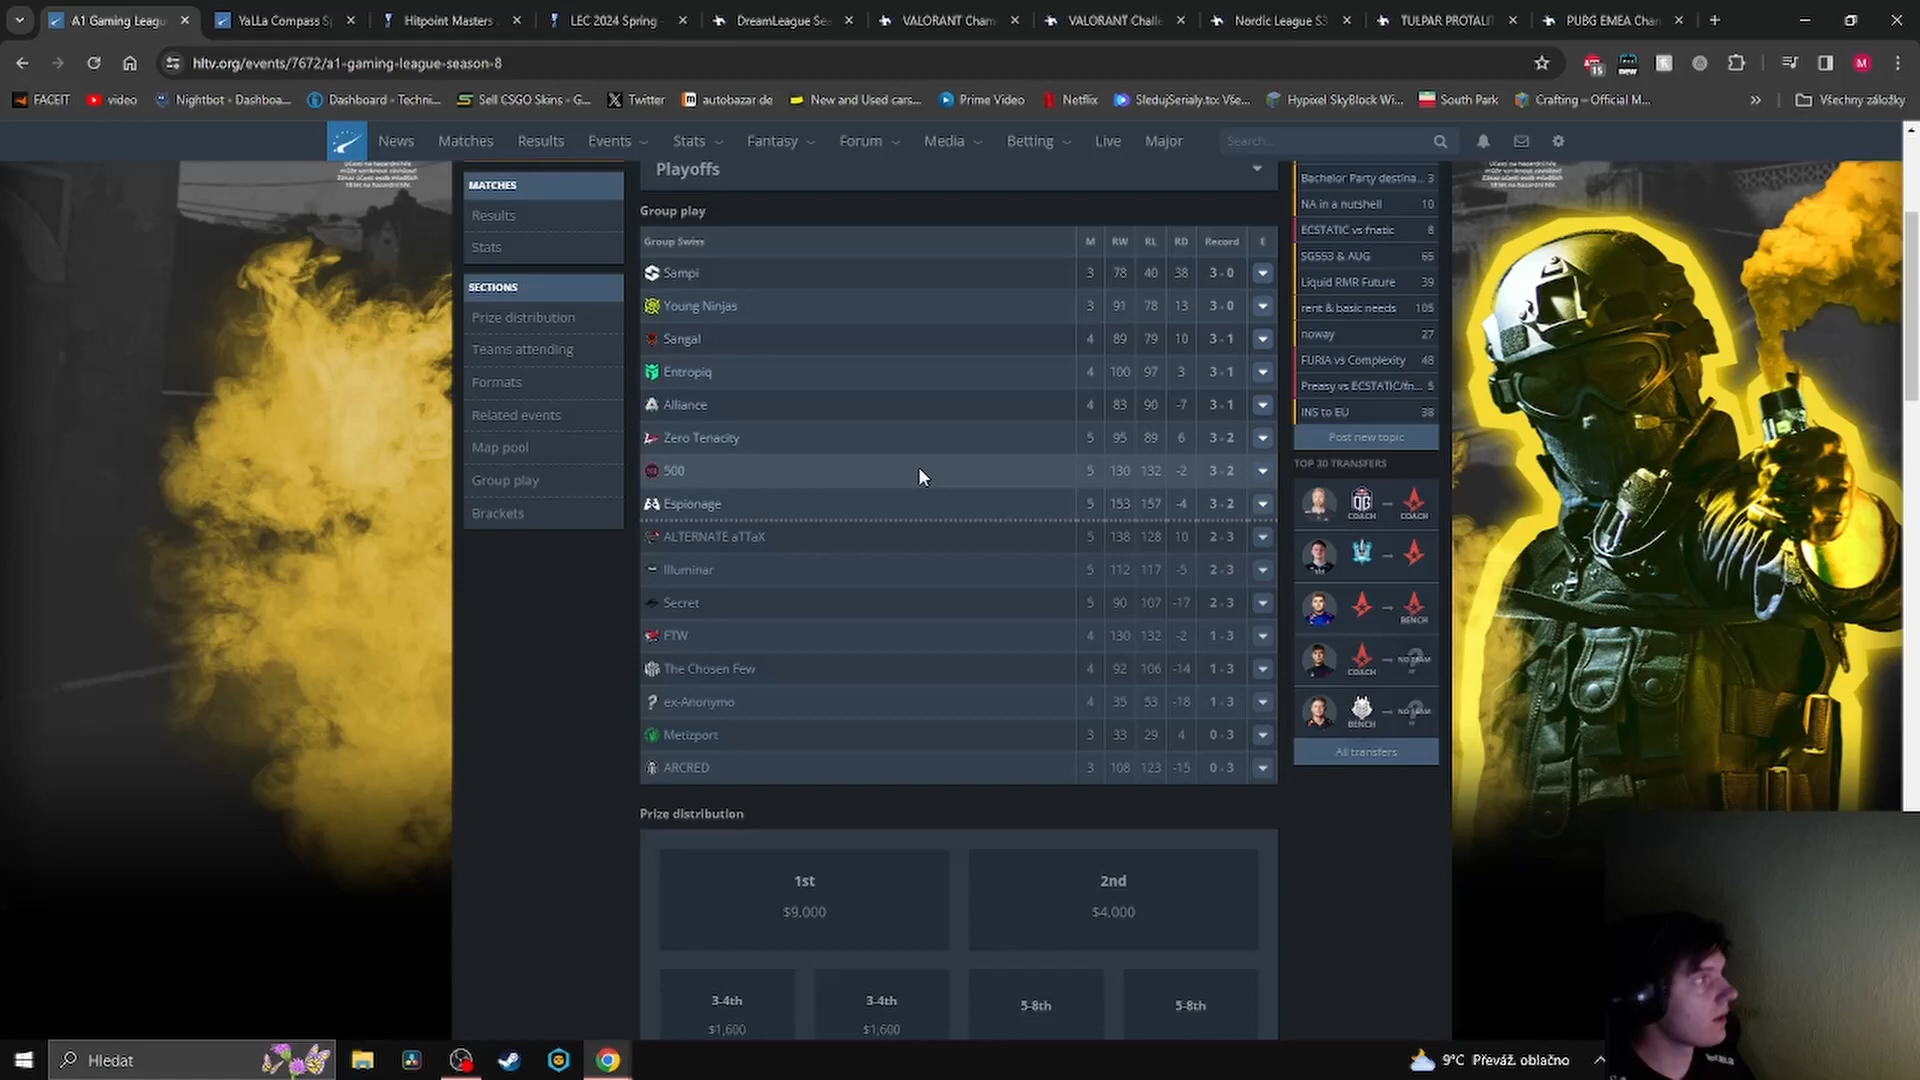 A1 Gaming Leagu
YaLLa Compass S
Hitpoint Masters
LEC 2024 Spring
DreamLeague Sea
VALORANT Cham
VALORANT Challe
Nordic League S3
TULPAR PROTALI
PUBG EMEA Chan
hltv.org/events/7672/a1-gaming-league-season-8
15
new
M
FACEIT
video
Nightbot - Dashboa...
Dashboard - Techni...
Sell CSGO Skins - G...
Twitter
autobazar de
New and Used cars...
Prime Video
Netflix
SledujSerialy.to: Vše...
Hypixel SkyBlock Wi...
South Park
Crafting – Official M...
Všechny záložky
News
Matches
Results
Events
Stats
Fantasy
Forum
Media
Betting
Live
Major
Search...
MATCHES
Results
Stats
SECTIONS
Prize distribution
Teams attending
Formats
Related events
Map pool
Group play
Brackets
Playoffs
Group play
Group Swiss M RW RL RD Record E
Sampi 3 78 40 38 3 - 0
Young Ninjas 3 91 78 13 3 - 0
Sangal 4 89 79 10 3 - 1
Entropiq 4 100 97 3 3 - 1
Alliance 4 83 90 -7 3 - 1
Zero Tenacity 5 95 89 6 3 - 2
500 5 130 132 -2 3 - 2
Espionage 5 153 157 -4 3 - 2
ALTERNATE aTTaX 5 138 128 10 2 - 3
Illuminar 5 112 117 -5 2 - 3
Secret 5 90 107 -17 2 - 3
FTW 4 130 132 -2 1 - 3
The Chosen Few 4 92 106 -14 1 - 3
ex-Anonymo 4 35 53 -18 1 - 3
Metizport 3 33 29 4 0 - 3
ARCRED 3 108 123 -15 0 - 3
Prize distribution
1st
$9,000
2nd
$4,000
3-4th
$1,600
3-4th
$1,600
5-8th
5-8th
Bachelor Party destina... 3
NA in a nutshell 10
ECSTATIC vs fnatic 8
SG553 & AUG 65
Liquid RMR Future 39
rent & basic needs 105
noway 27
FURIA vs Complexity 48
Preasy vs ECSTATIC/fn... 5
INS to EU 38
Post new topic
TOP 30 TRANSFERS
COACH
COACH
BENCH
COACH
NO TEAM
BENCH
NO TEAM
All transfers
Hledat
9°C Převáž. oblačno